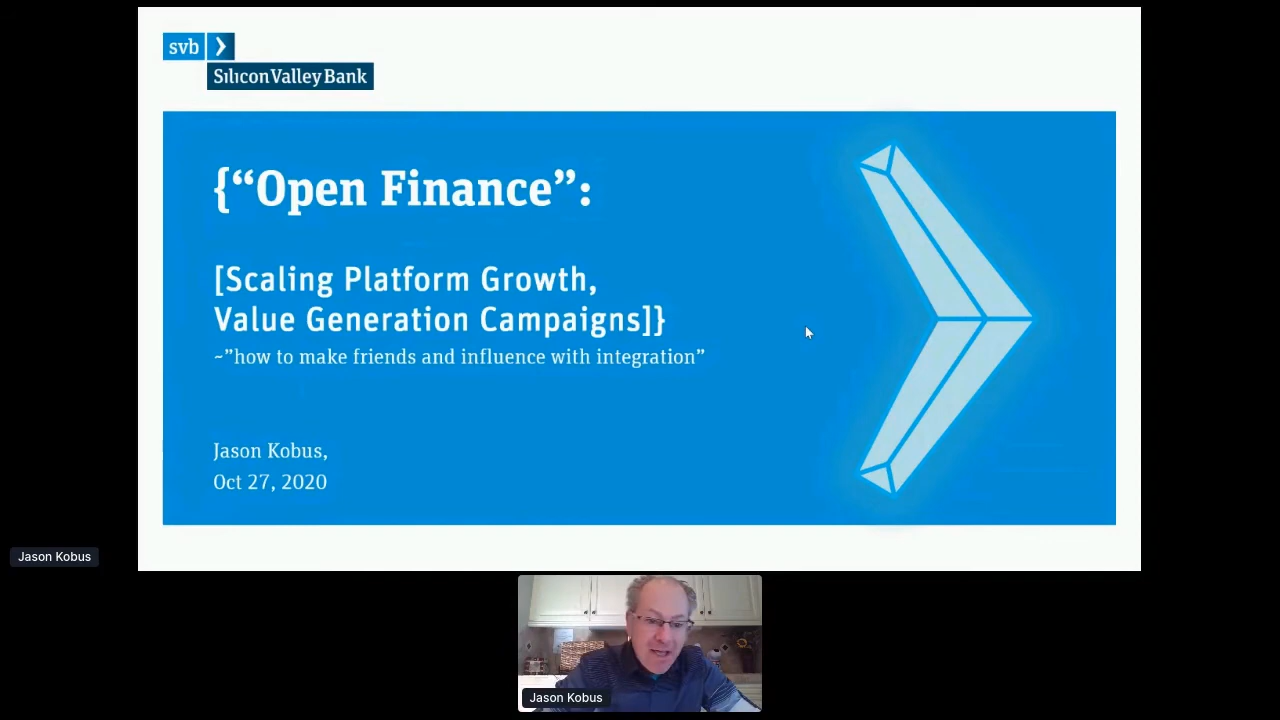 svb
Silicon Valley Bank
{“Open Finance”:
[Scaling Platform Growth,
Value Generation Campaigns]}
~”how to make friends and influence with integration”
Jason Kobus,
Oct 27, 2020
Jason Kobus
Jason Kobus